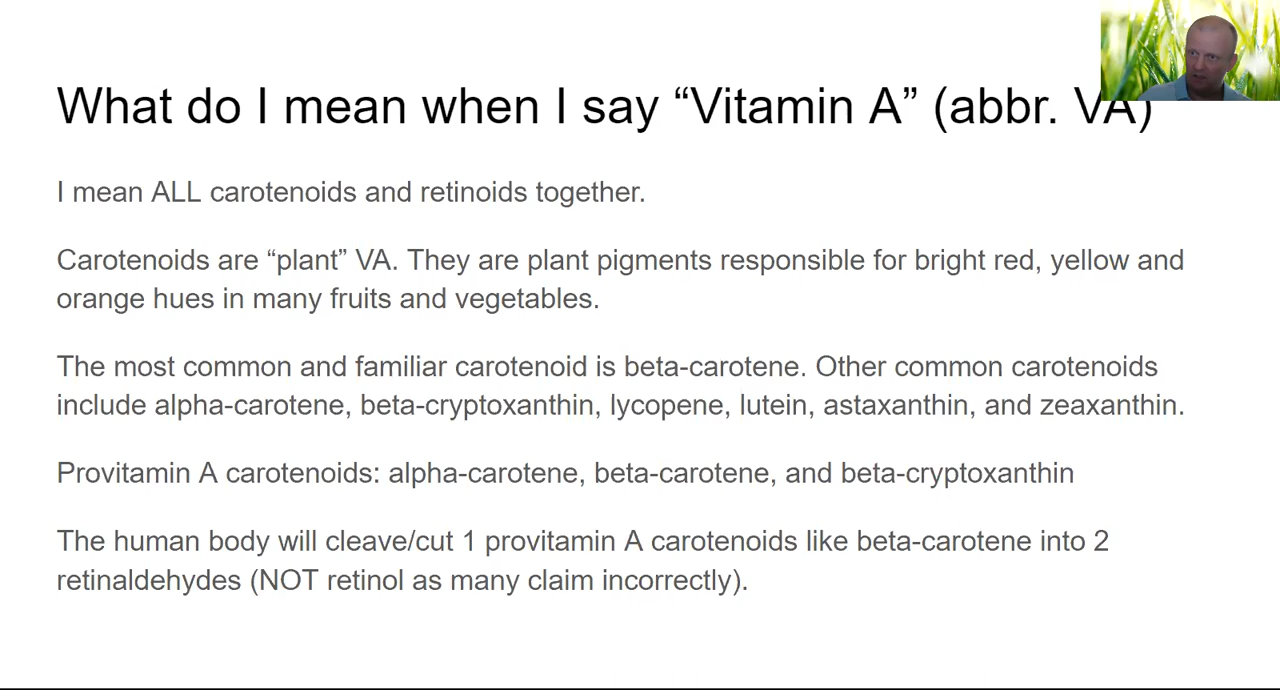 What do I mean when I say “Vitamin A” (abbr. VA)
I mean ALL carotenoids and retinoids together.
Carotenoids are “plant” VA. They are plant pigments responsible for bright red, yellow and
orange hues in many fruits and vegetables.
The most common and familiar carotenoid is beta-carotene. Other common carotenoids
include alpha-carotene, beta-cryptoxanthin, lycopene, lutein, astaxanthin, and zeaxanthin.
Provitamin A carotenoids: alpha-carotene, beta-carotene, and beta-cryptoxanthin
The human body will cleave/cut 1 provitamin A carotenoids like beta-carotene into 2
retinaldehydes (NOT retinol as many claim incorrectly).